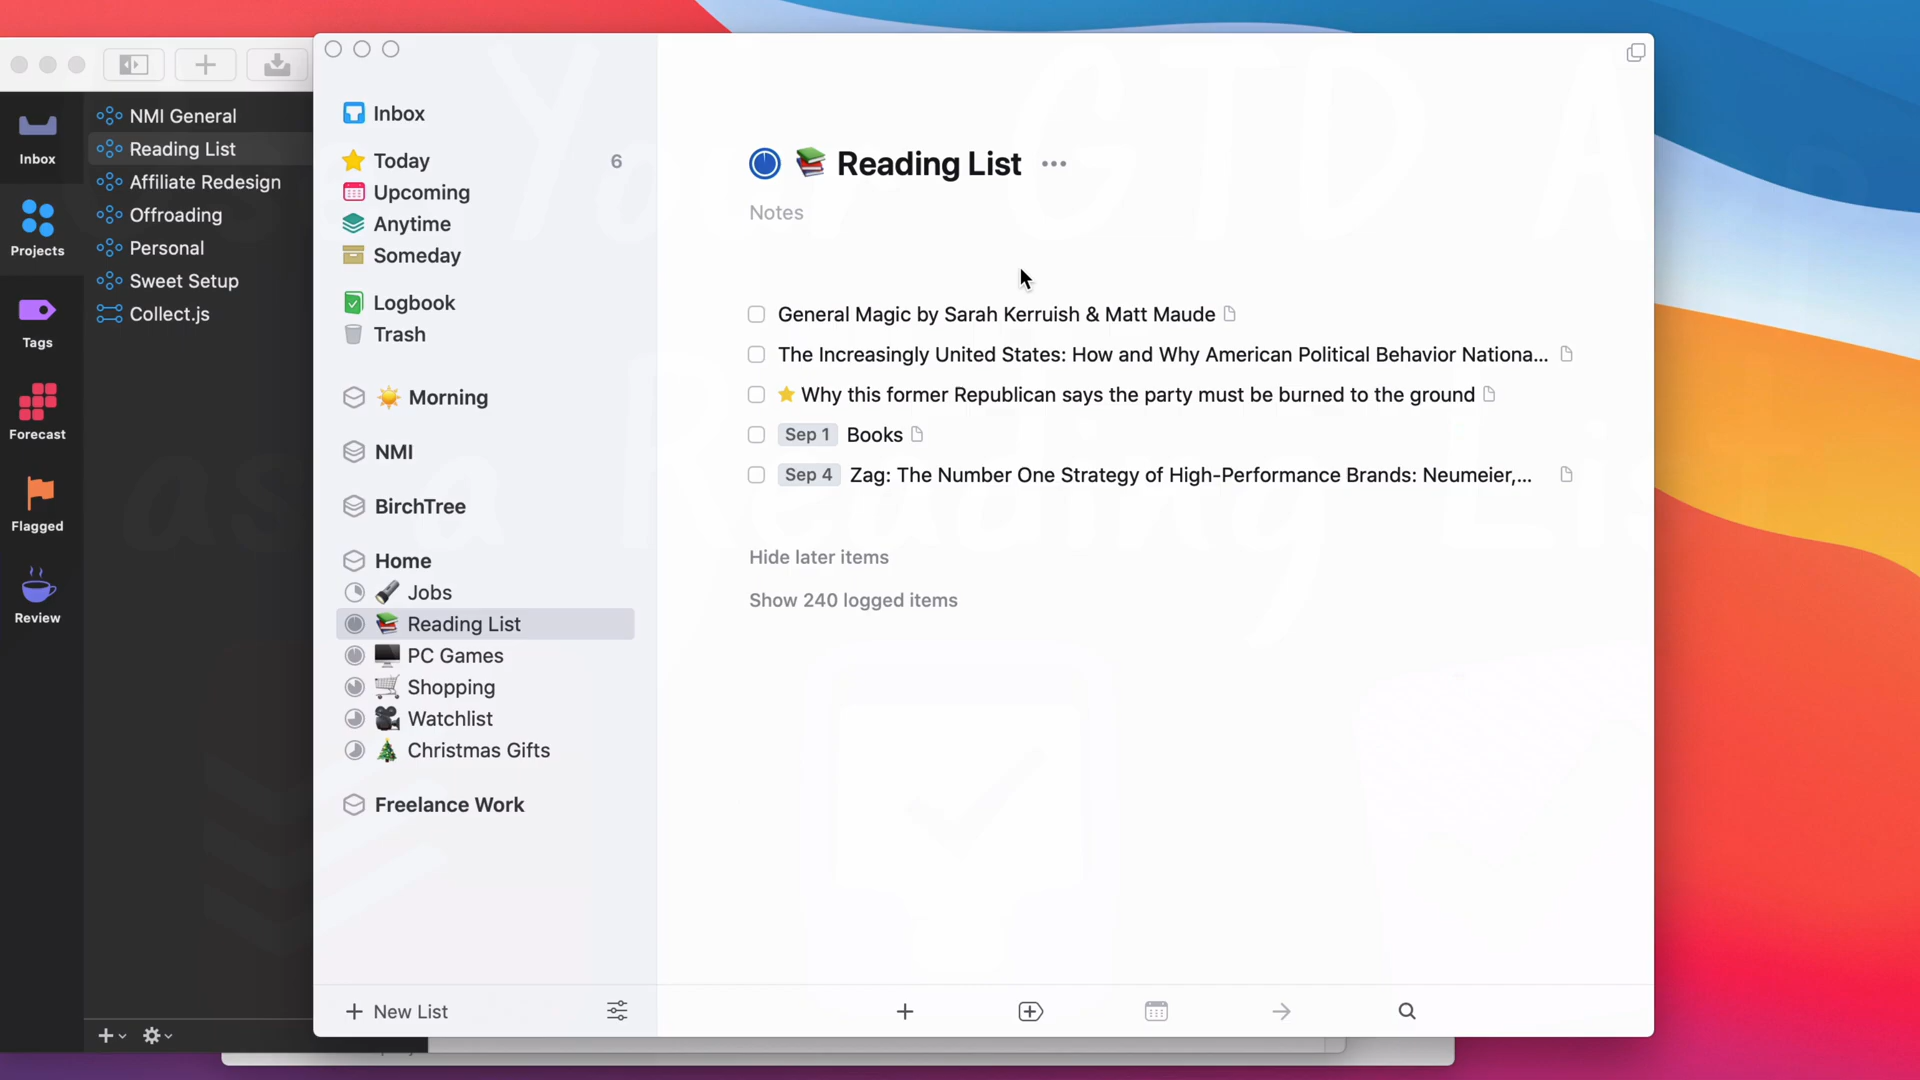 Inbox
Projects
Tags
Forecast
Flagged
Review
NMI General
Reading List
Affiliate Redesign
Offroading
Personal
Sweet Setup
Collect.js
Inbox
Today 6
Upcoming
Anytime
Someday
Logbook
Trash
Morning
NMI
BirchTree
Home
Jobs
Reading List
PC Games
Shopping
Watchlist
Christmas Gifts
Freelance Work
New List
Reading List
Notes
General Magic by Sarah Kerruish & Matt Maude
The Increasingly United States: How and Why American Political Behavior Nationa...
Why this former Republican says the party must be burned to the ground
Sep 1 Books
Sep 4 Zag: The Number One Strategy of High-Performance Brands: Neumeier,...
Hide later items
Show 240 logged items
Your GTD
as a Reading List